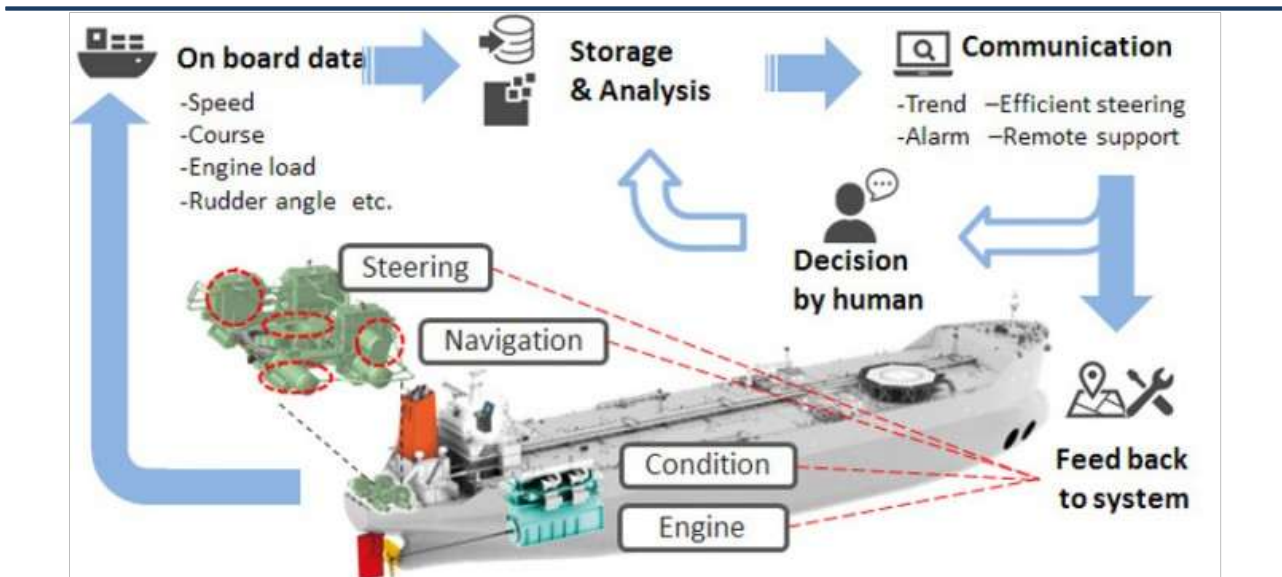 On board data
-Speed
-Course
-Engine load
-Rudder angle etc.
Storage
& Analysis
Communication
-Trend –Efficient steering
-Alarm –Remote support
Decision
by human
Steering
Navigation
Condition
Engine
Feed back
to system